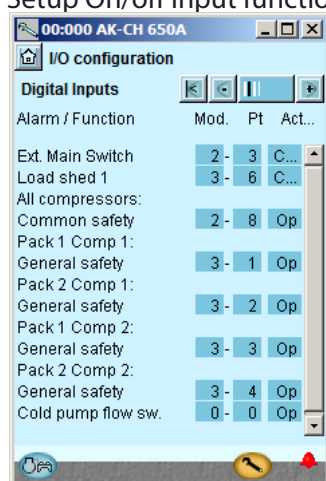 Setup On/off input functio
00:000 AK-CH 650A
I/O configuration
Digital Inputs
Alarm / Function Mod. Pt Act...
Ext. Main Switch 2 - 3 C...
Load shed 1 3 - 6 C...
All compressors:
Common safety 2 - 8 Op
Pack 1 Comp 1:
General safety 3 - 1 Op
Pack 2 Comp 1:
General safety 3 - 2 Op
Pack 1 Comp 2:
General safety 3 - 3 Op
Pack 2 Comp 2:
General safety 3 - 4 Op
Cold pump flow sw. 0 - 0 Op